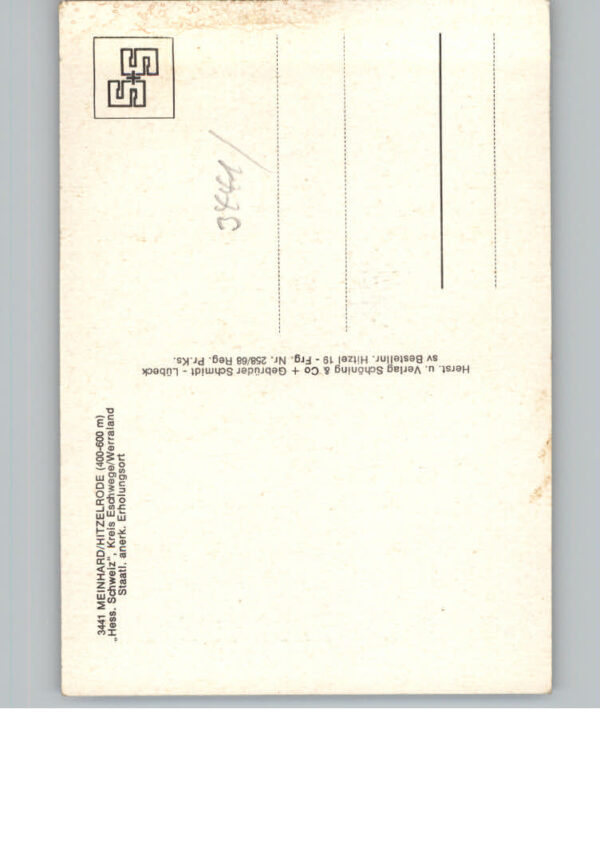 3441 MEINHARD/HITZELRODE (400-600 m)
„Hess. Schweiz", Kreis Eschwege/Werraland
Staatl. anerk. Erholungsort
Herst. u. Verlag Schöning & Co + Gebrüder Schmidt - Lübeck
sv Bestellnr. Hitzel 19 - Frg. Nr. 258/68 Reg Pr.Ks.
3441
S+S